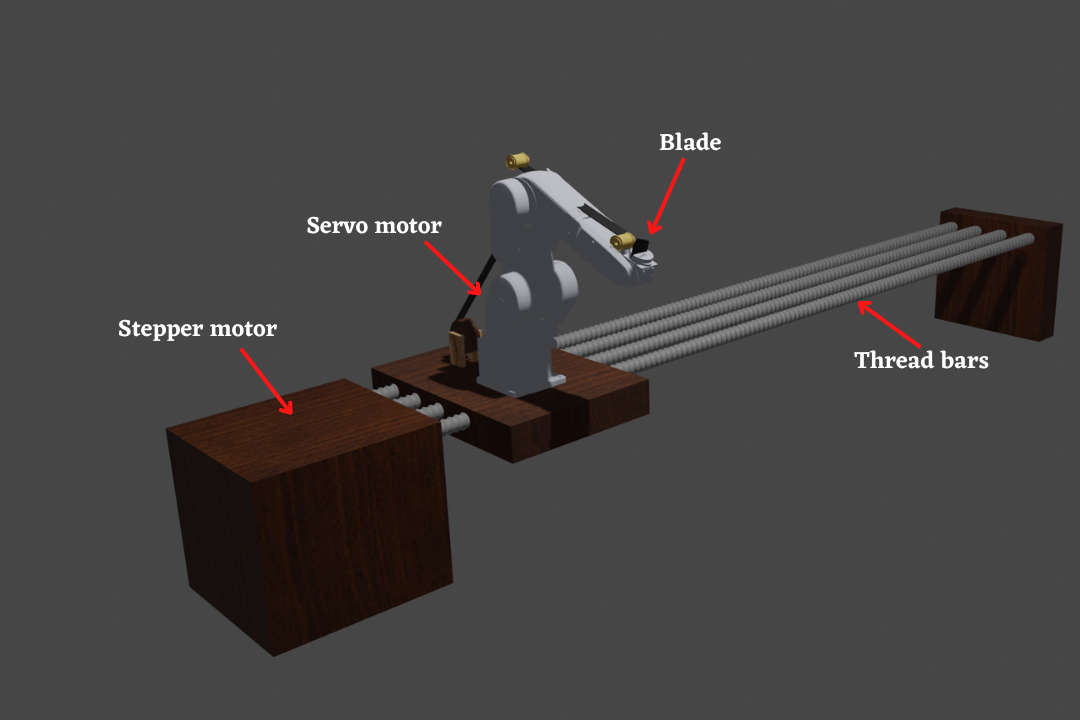 Blade
Servo motor
Stepper motor
Thread bars